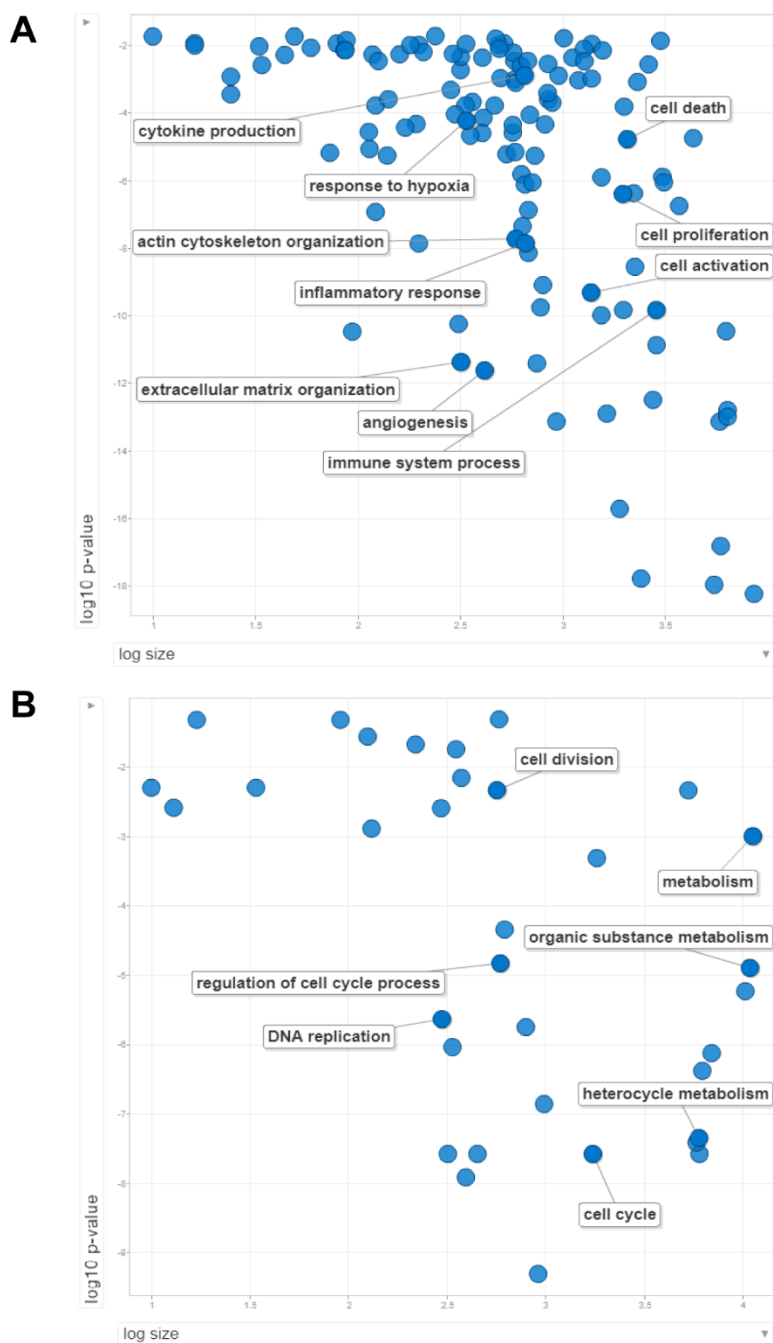 A
-2
cell death
cytokine production
-4
response to hypoxia
-6
actin cytoskeleton organization
cell proliferation
-8
cell activation
inflammatory response
-10
extracellular matrix organization
angiogenesis
-12
immune system process
-14
-16
-18
log10 p-value
1
1.5
2
2.5
3
3.5
log size
B
cell division
-2
-3
metabolism
-4
organic substance metabolism
-5
regulation of cell cycle process
DNA replication
-6
heterocycle metabolism
-7
-8
cell cycle
-9
log10 p-value
1
1.5
2
2.5
3
3.5
4
log size